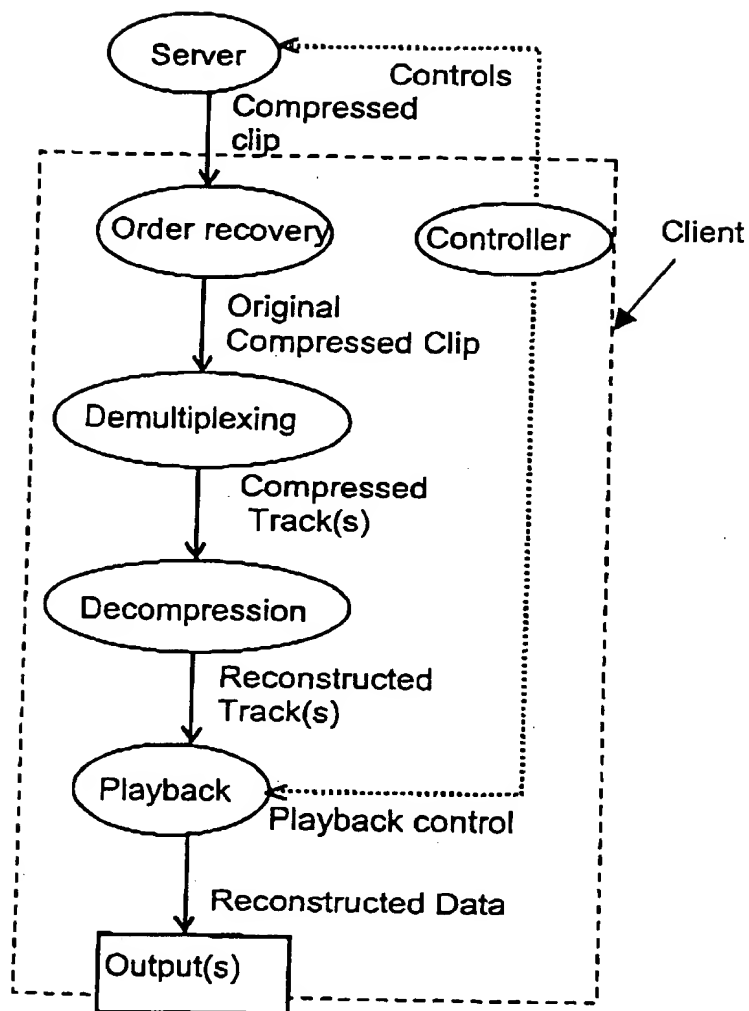 Server
Controls
Compressed
clip
Order recovery
Controller
Client
Original
Compressed Clip
Demultiplexing
Compressed
Track(s)
Decompression
Reconstructed
Track(s)
Playback
Playback control
Reconstructed Data
Output(s)